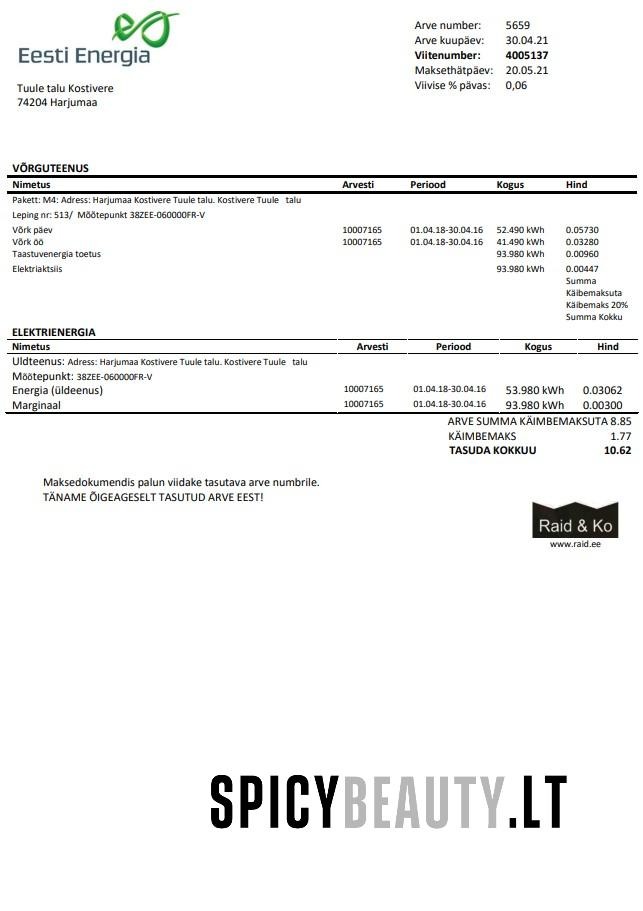 Eesti Energia
Tuule talu Kostivere
74204 Harjumaa
Arve number: 5659
Arve kuupäev: 30.04.21
Viitenumber: 4005137
Maksethätpäev: 20.05.21
Viivise % pävas: 0,06
VÕRGUTEENUS
Nimetus Arvesti Periood Kogus Hind
Pakett: M4: Adress: Harjumaa Kostivere Tuule talu. Kostivere Tuule talu
Leping nr: 513/ Möötepunkt 38ZEE-060000FR-V
Võrk päev 10007165 01.04.18-30.04.16 52.490 kWh 0.05730
Võrk öö 10007165 01.04.18-30.04.16 41.490 kWh 0.03280
Taastuvenergia toetus 93.980 kWh 0.00960
Elektriaktsiis 93.980 kWh 0.00447
Summa
Käibemaksuta
Käibemaks 20%
Summa Kokku
ELEKTRIENERGIA
Nimetus Arvesti Periood Kogus Hind
Uldteenus: Adress: Harjumaa Kostivere Tuule talu. Kostivere Tuule talu
Möötepunkt: 38ZEE-060000FR-V
Energia (üldeenus) 10007165 01.04.18-30.04.16 53.980 kWh 0.03062
Marginaal 10007165 01.04.18-30.04.16 93.980 kWh 0.00300
ARVE SUMMA KÄIMBEMAKSUTA 8.85
KÄIMBEMAKS 1.77
TASUDA KOKKUU 10.62
Maksedokumendis palun viidake tasutava arve numbrile.
TÄNAME ÕIGEAGESELT TASUTUD ARVE EEST!
Raid & Ko
www.raid.ee
SPICYBEAUTY.LT